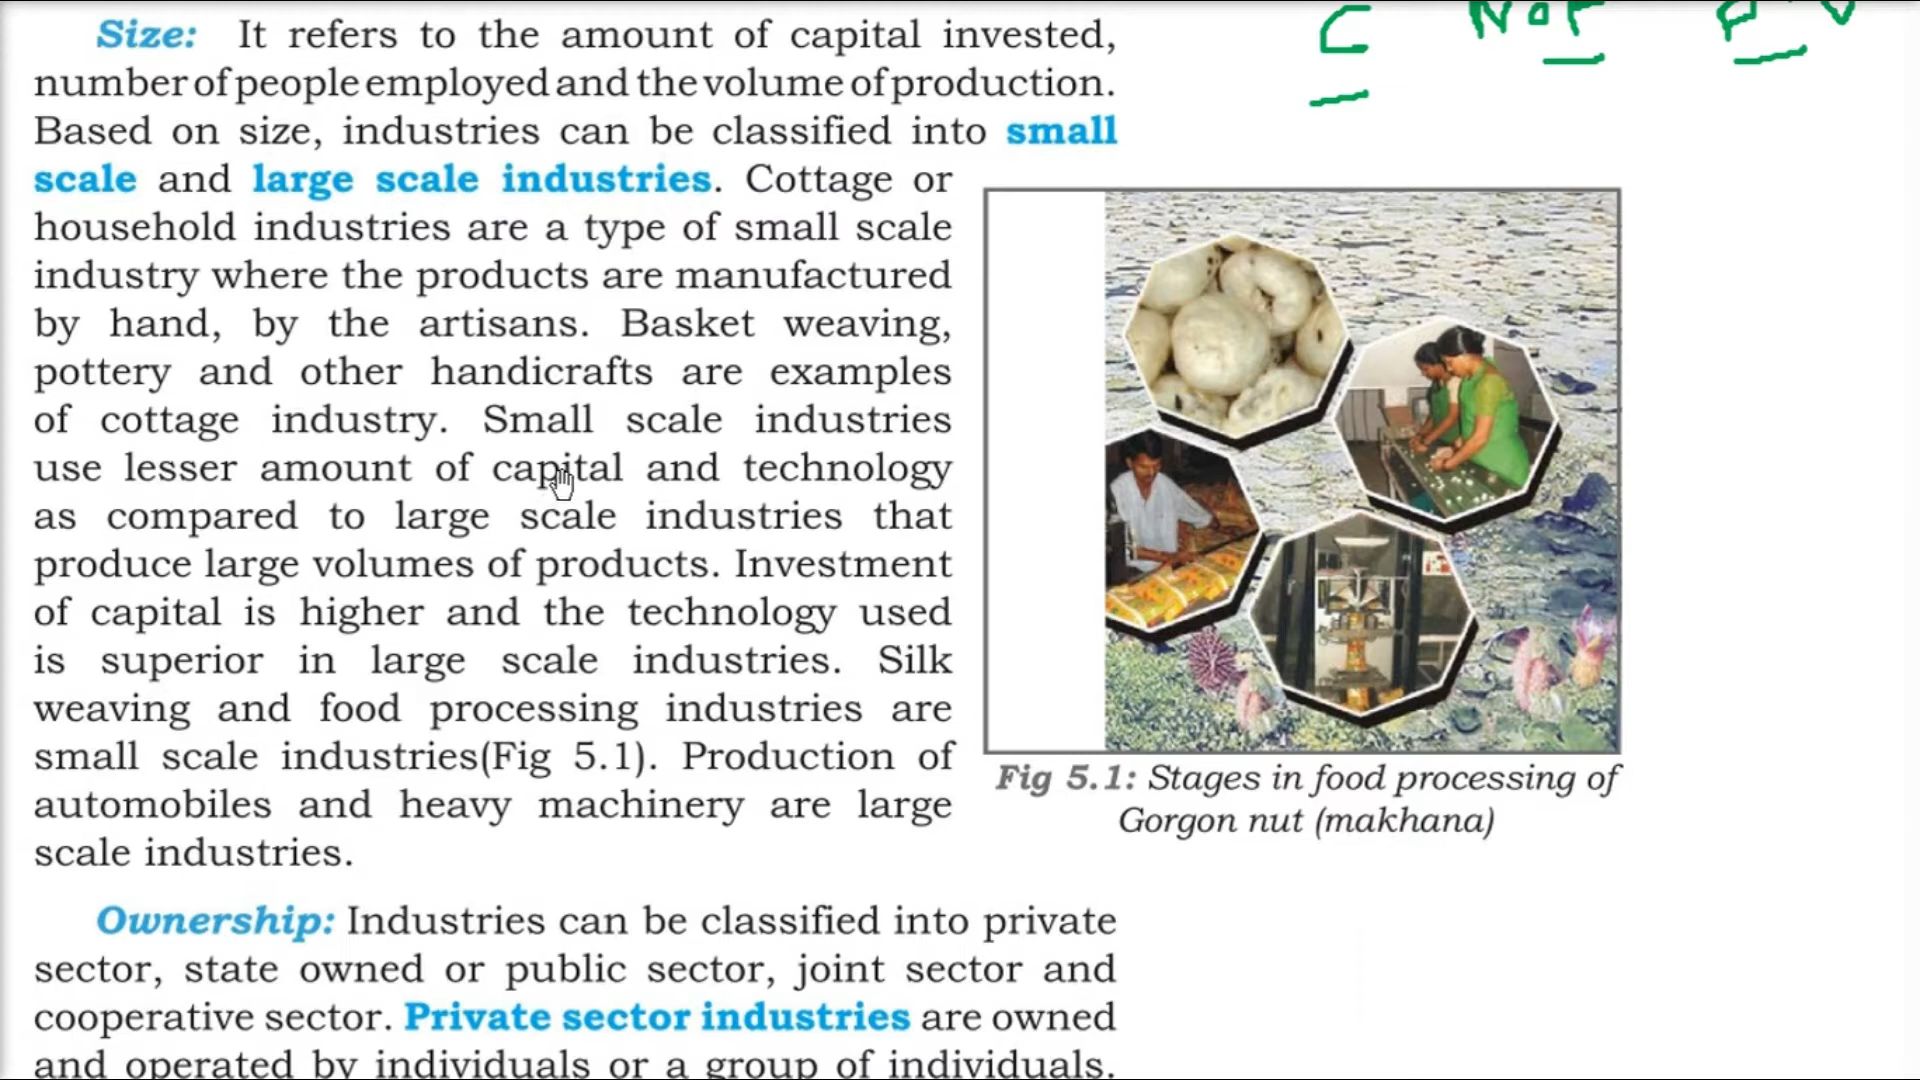 Size: It refers to the amount of capital invested,
number of people employed and the volume of production.
Based on size, industries can be classified into small
scale and large scale industries. Cottage or
household industries are a type of small scale
industry where the products are manufactured
by hand, by the artisans. Basket weaving,
pottery and other handicrafts are examples
of cottage industry. Small scale industries
use lesser amount of capital and technology
as compared to large scale industries that
produce large volumes of products. Investment
of capital is higher and the technology used
is superior in large scale industries. Silk
weaving and food processing industries are
small scale industries(Fig 5.1). Production of
automobiles and heavy machinery are large
scale industries.
Fig 5.1: Stages in food processing of
Gorgon nut (makhana)
Ownership: Industries can be classified into private
sector, state owned or public sector, joint sector and
cooperative sector. Private sector industries are owned
and operated by individuals or a group of individuals.